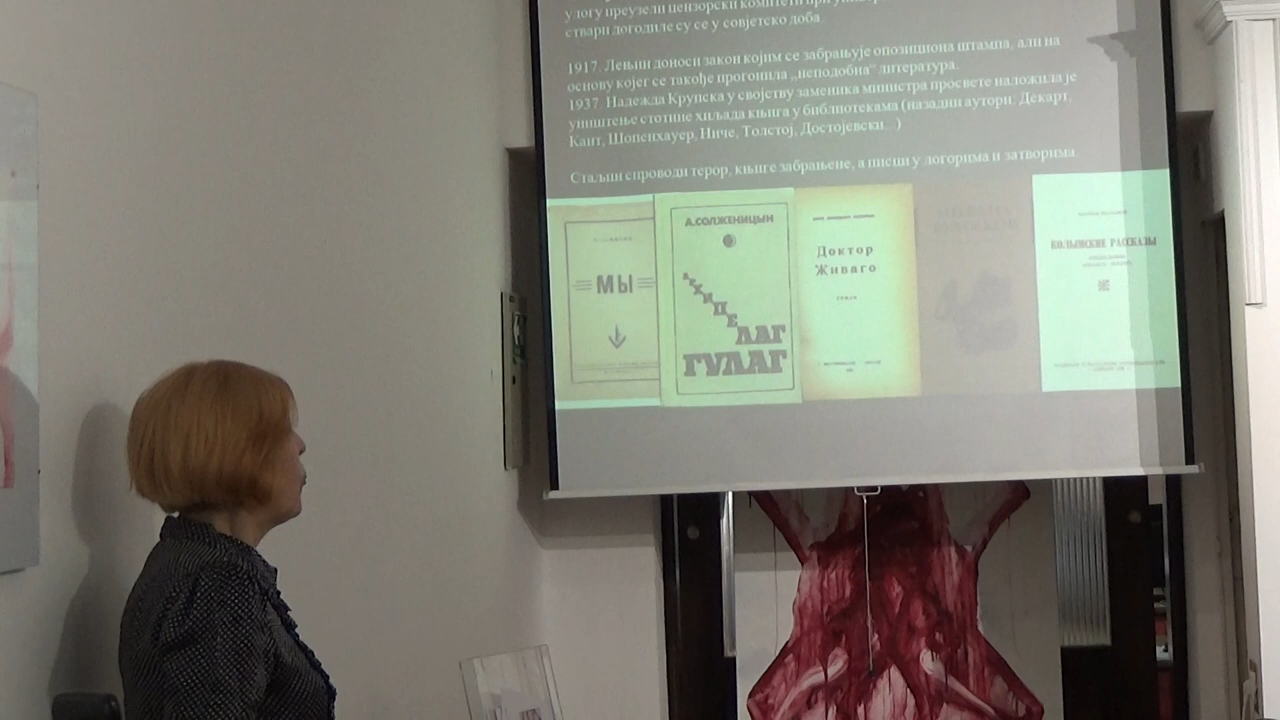 улогу преузели цензорски комитети при
ствари догодиле су се у совјетско доба.
1917. Лењин доноси закон којим се забрањује опозициона штампа, али на
основу којег се такође прогонила „неподобна“ литература.
1937. Надежда Крупска у својству заменика министра просвете наложила је
уништење стотине хиљада књига у библиотекама (назадни аутори: Декарт,
Кант, Шопенхауер, Ниче, Толстој, Достојевски...)
Стаљин спроводи терор, књиге забрањене, а писци у логорима и затворима.
МЫ
А.СОЛЖЕНИЦЫН
АРХИПЕ
ЛАГ
ГУЛАГ
Доктор
Живаго
КОЛЫМСКИЕ РАССКАЗЫ